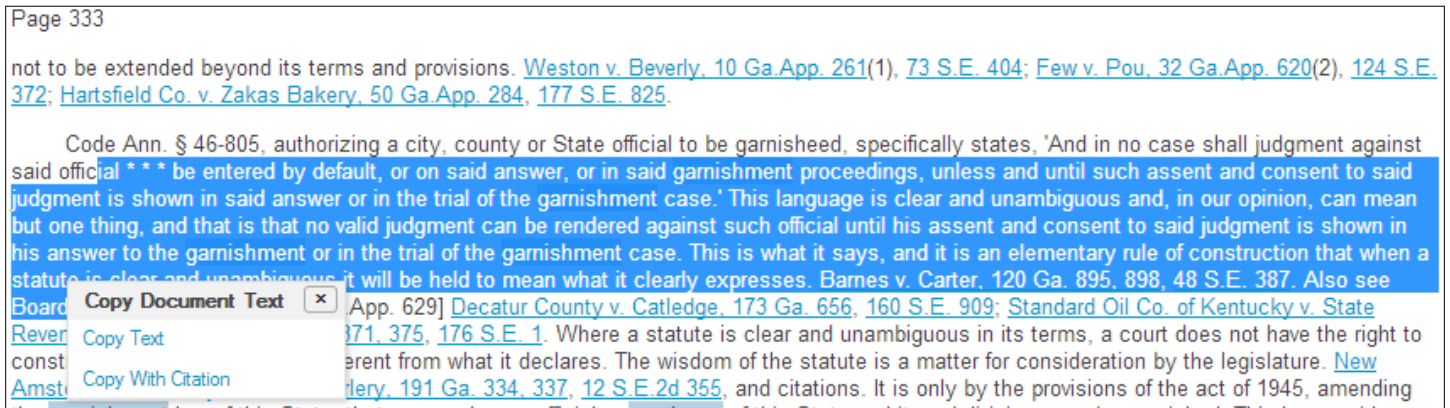 Page 333
not to be extended beyond its terms and provisions. Weston v. Beverly, 10 Ga.App. 261(1), 73 S.E. 404; Few v. Pou, 32 Ga.App. 620(2), 124 S.E.
372; Hartsfield Co. v. Zakas Bakery, 50 Ga.App. 284, 177 S.E. 825.
Code Ann. § 46-805, authorizing a city, county or State official to be garnisheed, specifically states, 'And in no case shall judgment against
said official * * * be entered by default, or on said answer, or in said garnishment proceedings, unless and until such assent and consent to said
judgment is shown in said answer or in the trial of the garnishment case.' This language is clear and unambiguous and, in our opinion, can mean
but one thing, and that is that no valid judgment can be rendered against such official until his assent and consent to said judgment is shown in
his answer to the garnishment or in the trial of the garnishment case. This is what it says, and it is an elementary rule of construction that when a
statute is clear and unambiguous it will be held to mean what it clearly expresses. Barnes v. Carter, 120 Ga. 895, 898, 48 S.E. 387. Also see
Board App. 629] Decatur County v. Catledge, 173 Ga. 656, 160 S.E. 909; Standard Oil Co. of Kentucky v. State
371, 375, 176 S.E. 1. Where a statute is clear and unambiguous in its terms, a court does not have the right to
from what it declares. The wisdom of the statute is a matter for consideration by the legislature. New
191 Ga. 334, 337, 12 S.E.2d 355, and citations. It is only by the provisions of the act of 1945, amending
Copy Document Text
Copy Text
Copy With Citation